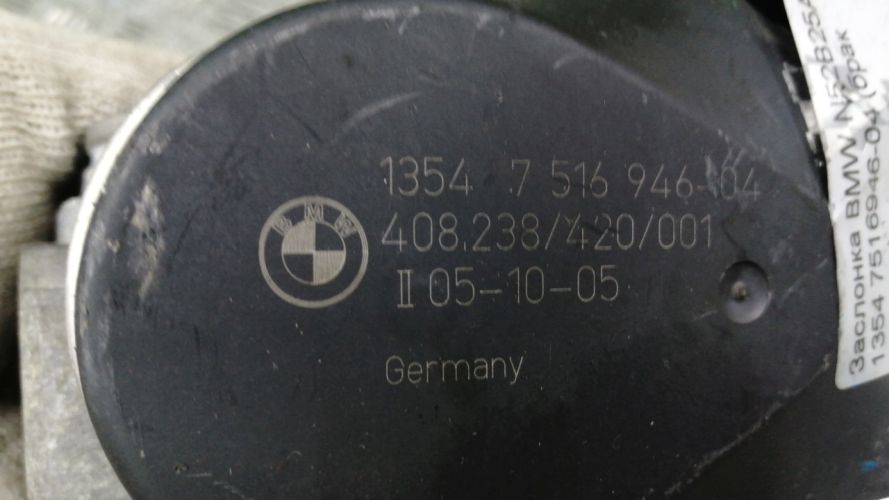 1354 7 516 946-04
BMW
408.238/420/001
II 05-10-05
Germany
Заслонка BMW N52B25A
1354 7516946-04 (брак